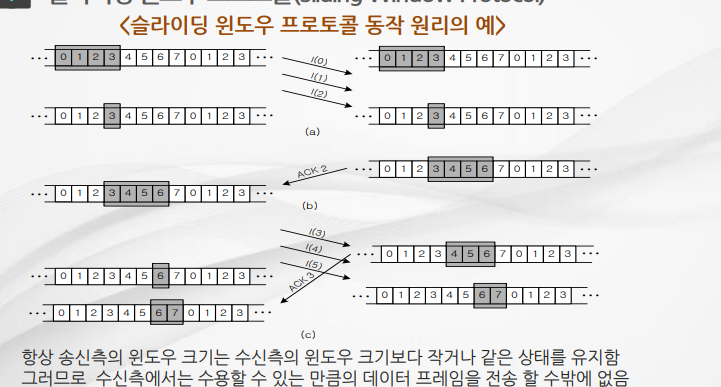 (Sliding Window Protocol)
<슬라이딩 윈도우 프로토콜 동작 원리의 예>
··· 0 1 2 3 4 5 6 7 0 1 2 3 ···
I(0)
I(1)
I(2)
··· 0 1 2 3 4 5 6 7 0 1 2 3 ···
··· 0 1 2 3 4 5 6 7 0 1 2 3 ···
··· 0 1 2 3 4 5 6 7 0 1 2 3 ···
(a)
··· 0 1 2 3 4 5 6 7 0 1 2 3 ···
ACK 2
··· 0 1 2 3 4 5 6 7 0 1 2 3 ···
(b)
I(3)
I(4)
I(5)
··· 0 1 2 3 4 5 6 7 0 1 2 3 ···
··· 0 1 2 3 4 5 6 7 0 1 2 3 ···
ACK 3
··· 0 1 2 3 4 5 6 7 0 1 2 3 ···
··· 0 1 2 3 4 5 6 7 0 1 2 3 ···
(c)
항상 송신측의 윈도우 크기는 수신측의 윈도우 크기보다 작거나 같은 상태를 유지함
그러므로 수신측에서는 수용할 수 있는 만큼의 데이터 프레임을 전송 할 수밖에 없음